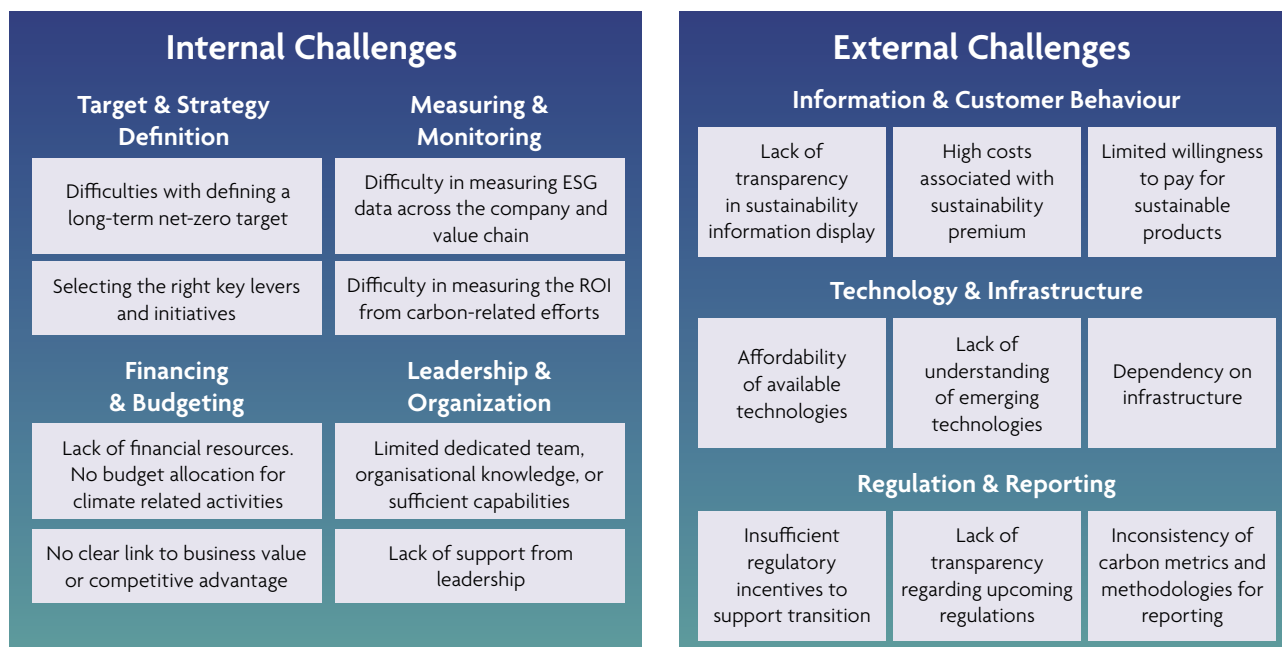 Internal Challenges
Target & Strategy
Definition
Difficulties with defining a
long-term net-zero target
Selecting the right key levers
and initiatives
Measuring &
Monitoring
Difficulty in measuring ESG
data across the company and
value chain
Difficulty in measuring the ROI
from carbon-related efforts
Financing
& Budgeting
Lack of financial resources.
No budget allocation for
climate related activities
No clear link to business value
or competitive advantage
Leadership &
Organization
Limited dedicated team,
organisational knowledge, or
sufficient capabilities
Lack of support from
leadership
External Challenges
Information & Customer Behaviour
Lack of
transparency
in sustainability
information display
High costs
associated with
sustainability
premium
Limited willingness
to pay for
sustainable
products
Technology & Infrastructure
Affordability
of available
technologies
Lack of
understanding
of emerging
technologies
Dependency on
infrastructure
Regulation & Reporting
Insufficient
regulatory
incentives to
support transition
Lack of
transparency
regarding upcoming
regulations
Inconsistency of
carbon metrics and
methodologies for
reporting